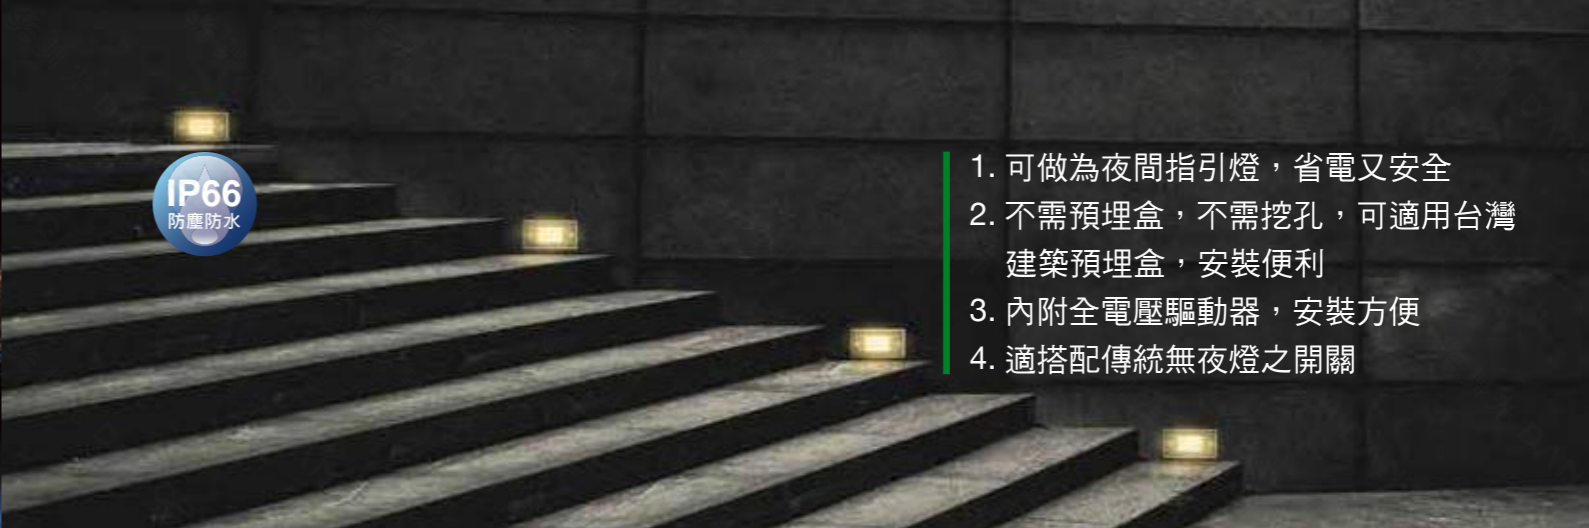 IP66
防塵防水
1. 可做為夜間指引燈，省電又安全
2. 不需預埋盒，不需挖孔，可適用台灣
建築預埋盒，安裝便利
3. 內附全電壓驅動器，安裝方便
4. 適搭配傳統無夜燈之開關